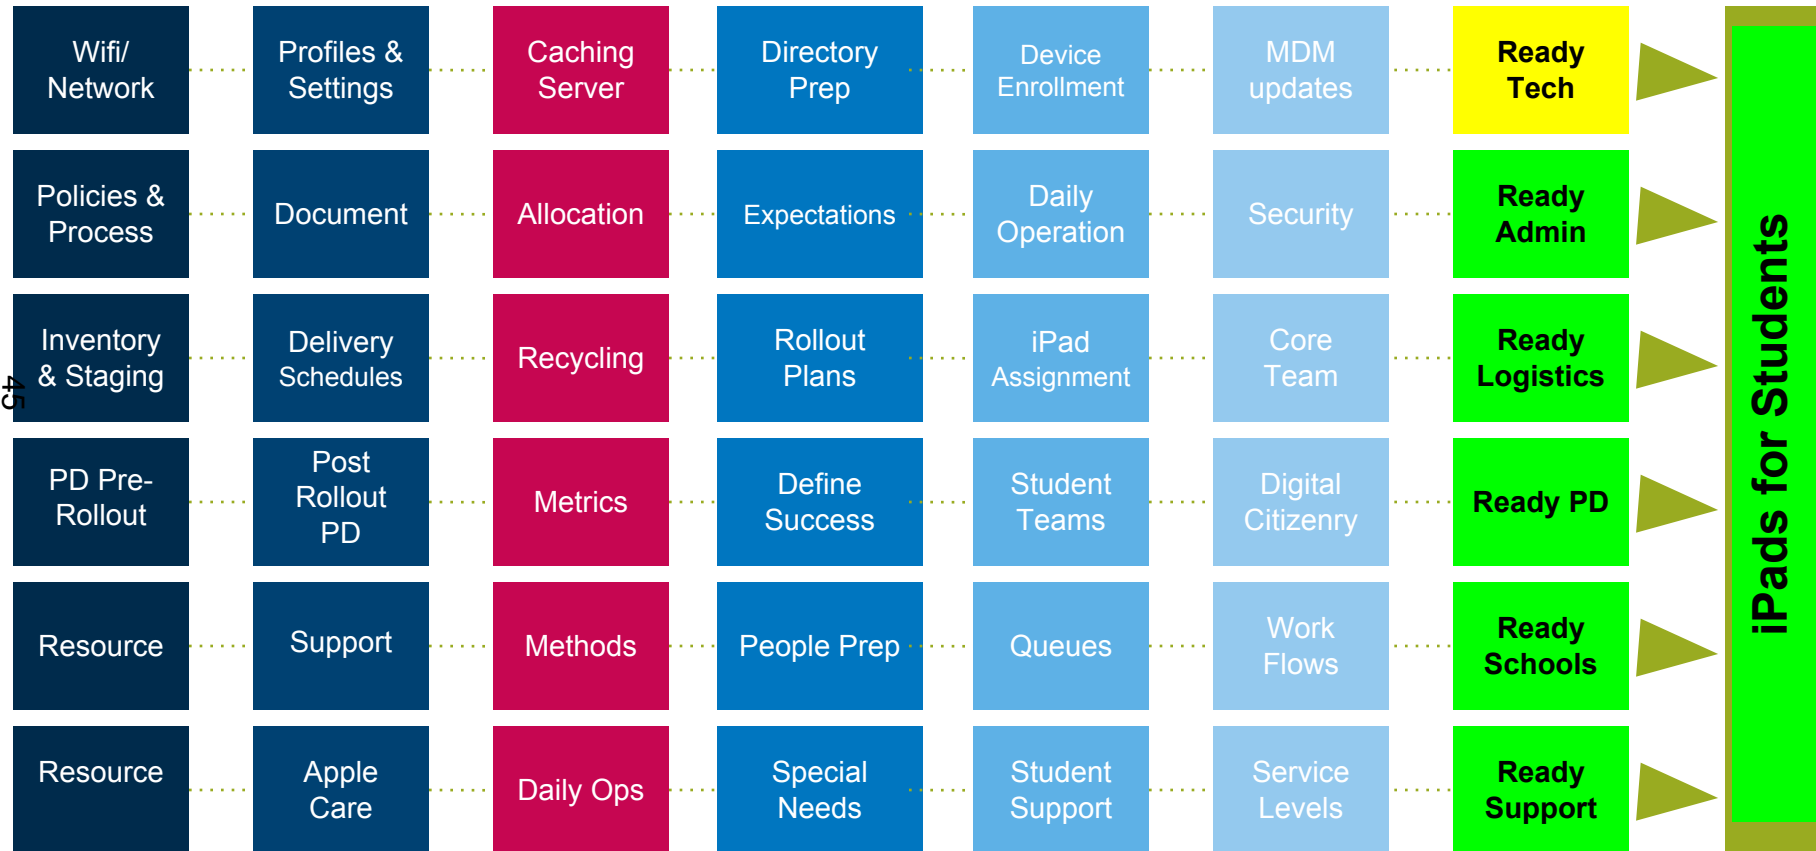 Wifi/
Network
Profiles &
Settings
Caching
Server
Directory
Prep
Device
Enrollment
MDM
updates
Ready
Tech
Policies &
Process
Document
Allocation
Expectations
Daily
Operation
Security
Ready
Admin
Inventory
& Staging
Delivery
Schedules
Recycling
Rollout
Plans
iPad
Assignment
Core
Team
Ready
Logistics
45
PD Pre-
Rollout
Post
Rollout
PD
Metrics
Define
Success
Student
Teams
Digital
Citizenry
Ready PD
Resource
Support
Methods
People Prep
Queues
Work
Flows
Ready
Schools
Resource
Apple
Care
Daily Ops
Special
Needs
Student
Support
Service
Levels
Ready
Support
iPads for Students